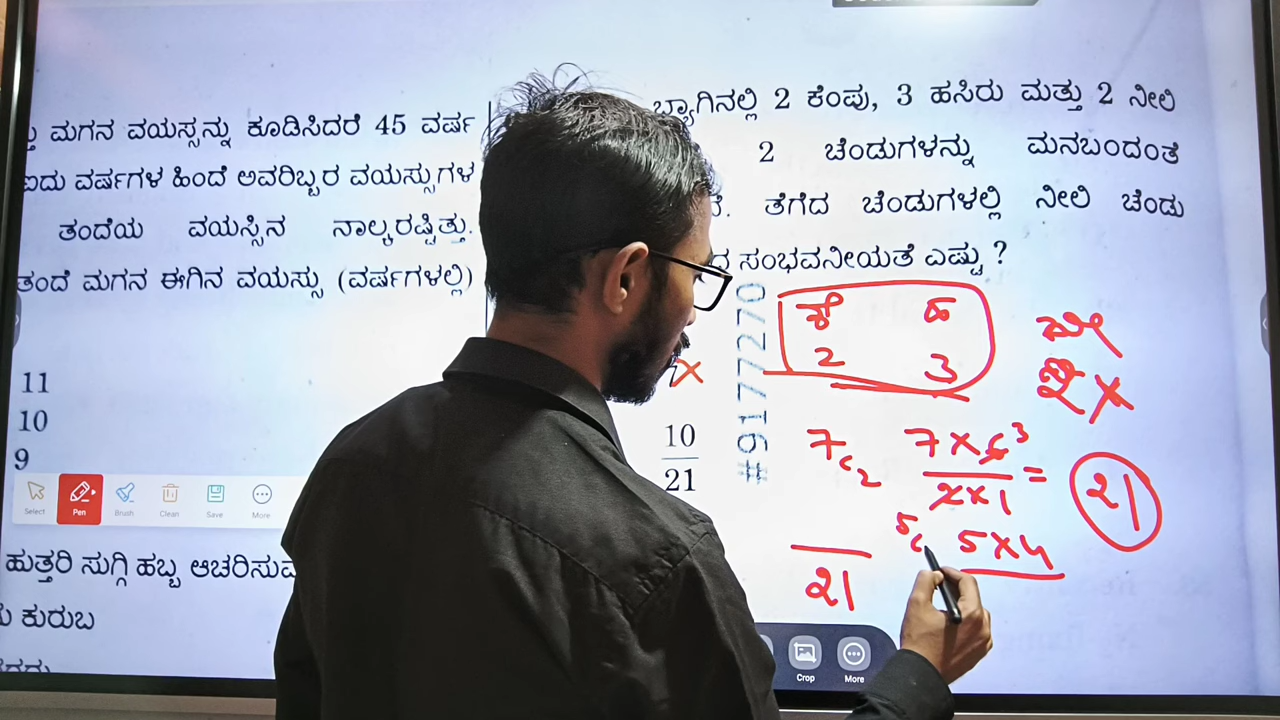 ಮಗನ ವಯಸ್ಸನ್ನು ಕೂಡಿಸಿದರೆ 45 ವರ್ಷ
ಐದು ವರ್ಷಗಳ ಹಿಂದೆ ಅವರಿಬ್ಬರ ವಯಸ್ಸುಗಳ
ತಂದೆಯ ವಯಸ್ಸಿನ ನಾಲ್ಕರಷ್ಟಿತ್ತು.
ತಂದೆ ಮಗನ ಈಗಿನ ವಯಸ್ಸು (ವರ್ಷಗಳಲ್ಲಿ)
11
10
9
Select Pen Brush Clean Save More
ಹುತ್ತರಿ ಸುಗ್ಗಿ ಹಬ್ಬ
ಕುರುಬ
ಬ್ಯಾಗಿನಲ್ಲಿ 2 ಕೆಂಪು, 3 ಹಸಿರು ಮತ್ತು 2 ನೀಲಿ
2 ಚೆಂಡುಗಳನ್ನು ಮನಬಂದಂತೆ
ತೆಗೆದ ಚೆಂಡುಗಳಲ್ಲಿ ನೀಲಿ ಚೆಂಡು
ಸಂಭವನೀಯತೆ ಎಷ್ಟು ?
#9177270
ಕೆ ಹ ನೀ
2 3 2 X
10
21
7c2 7×6 3
2×1
= 21
5c 5×4
21
Crop More